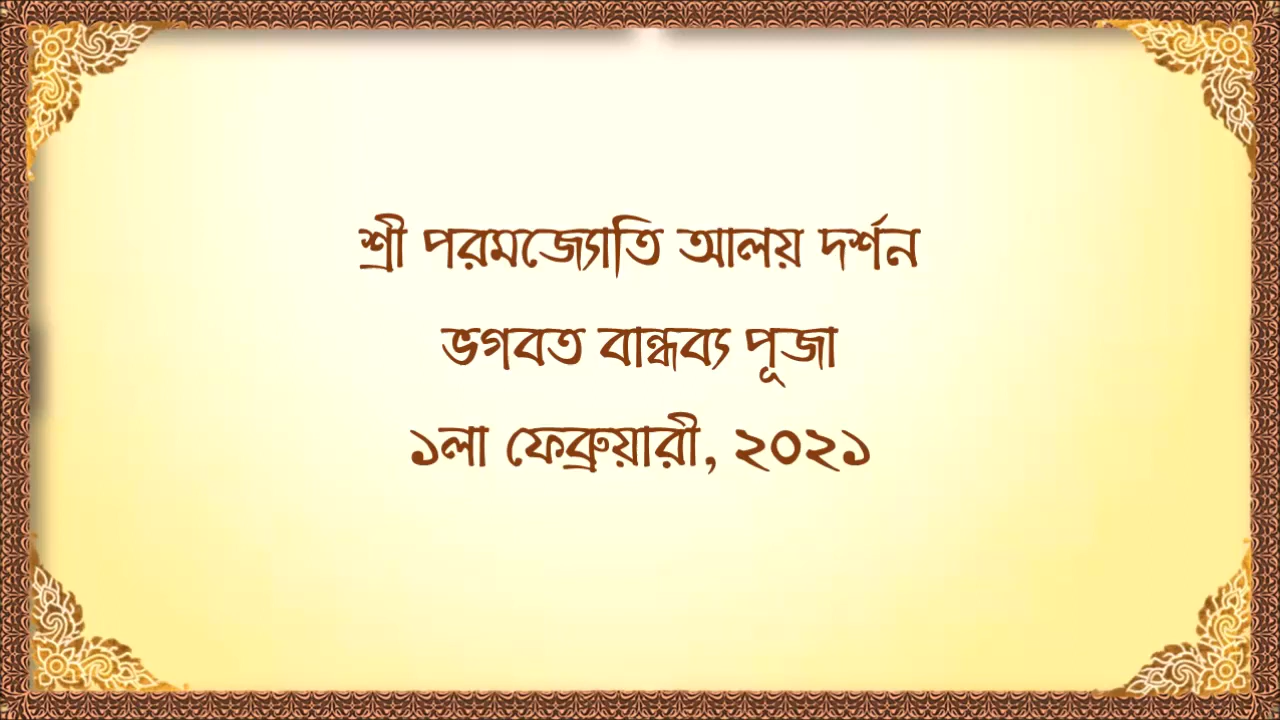 শ্রী পরমজ্যোতি আলয় দর্শন
ভগবত বান্ধব্য পূজা
১লা ফেব্রুয়ারী, ২০২১